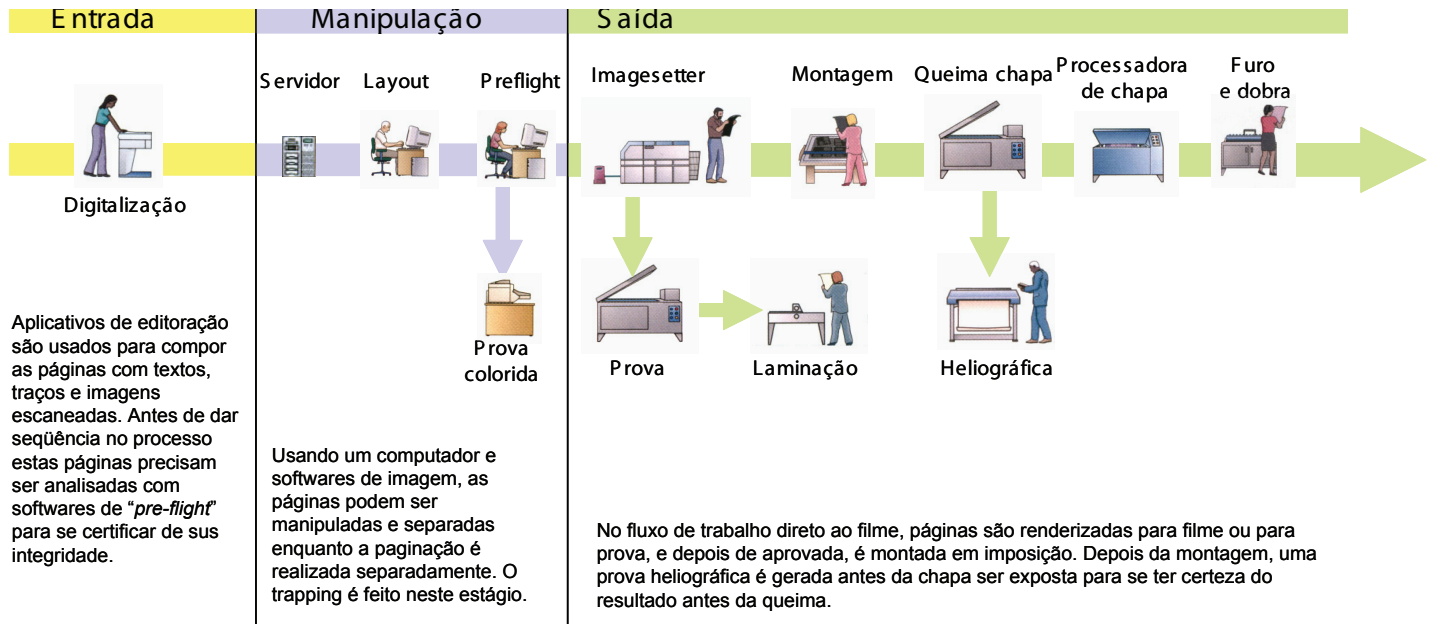 Entrada
Manipulação
Saída
Servidor
Layout
Preflight
Imagesetter
Montagem
Queima chapa
Processadora
de chapa
Furo
e dobra
Digitalização
Prova
colorida
Prova
Laminação
Heliográfica
Aplicativos de editoração
são usados para compor
as páginas com textos,
traços e imagens
escaneadas. Antes de dar
seqüência no processo
estas páginas precisam
ser analisadas com
softwares de “pre-flight”
para se certificar de sus
integridade.
Usando um computador e
softwares de imagem, as
páginas podem ser
manipuladas e separadas
enquanto a paginação é
realizada separadamente. O
trapping é feito neste estágio.
No fluxo de trabalho direto ao filme, páginas são renderizadas para filme ou para
prova, e depois de aprovada, é montada em imposição. Depois da montagem, uma
prova heliográfica é gerada antes da chapa ser exposta para se ter certeza do
resultado antes da queima.